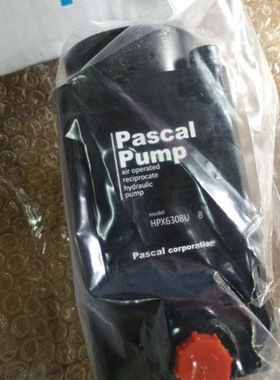 Pascal
Pump
air operated
reciprocate
hydraulic
pump
model
HPX6308U B
Pascal corporation